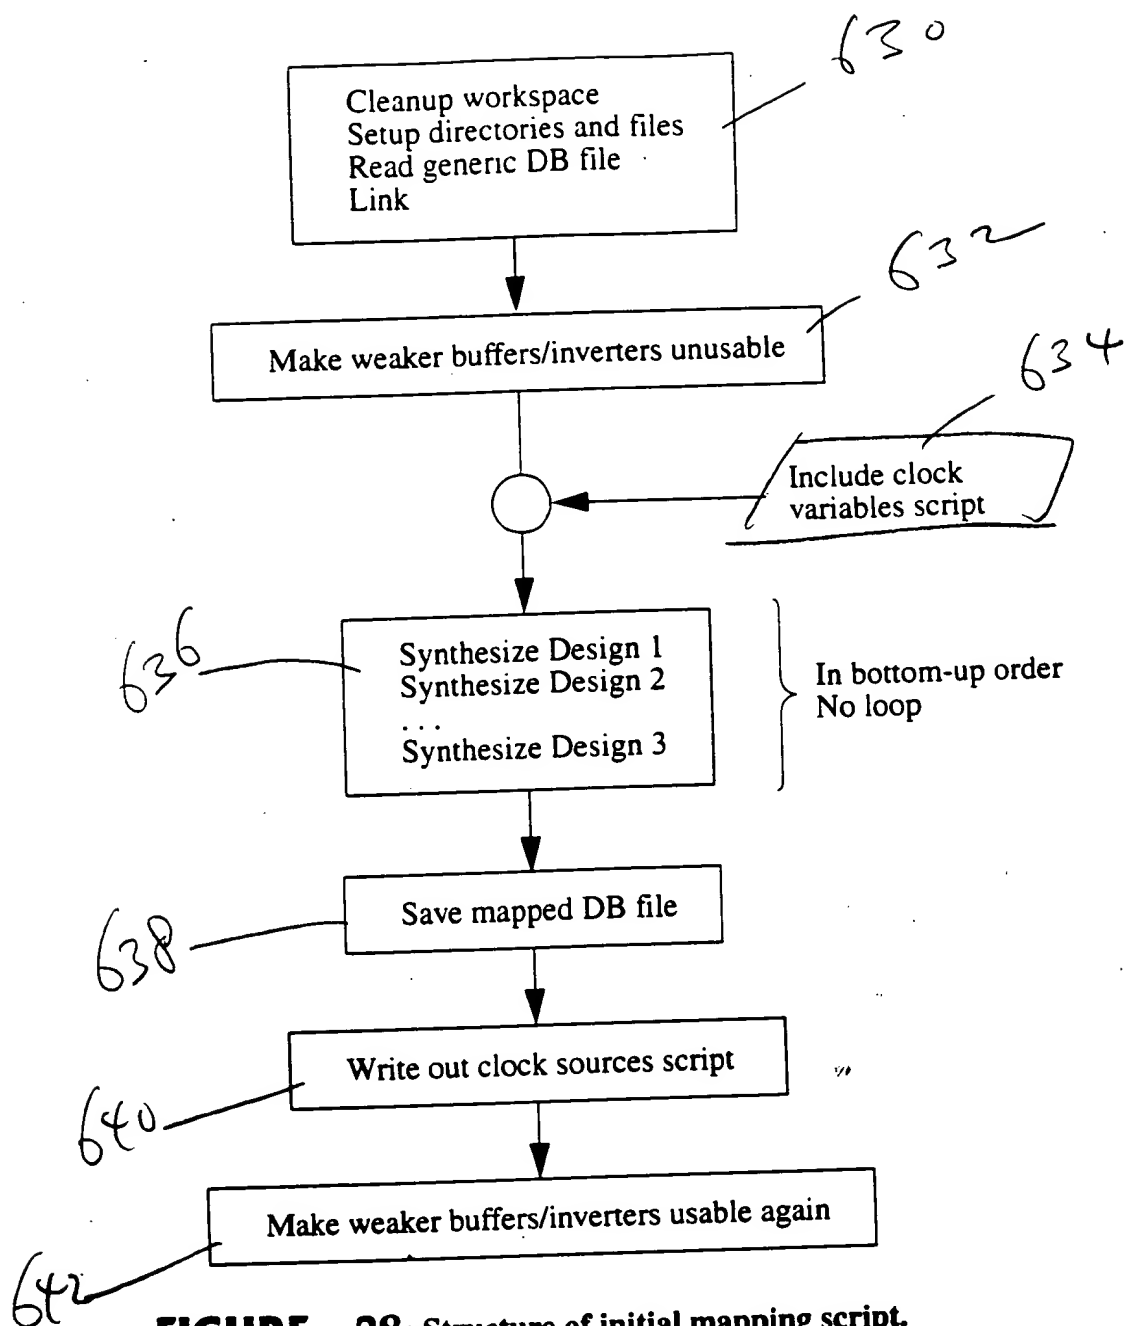 630
Cleanup workspace
Setup directories and files
Read generic DB file
Link
632
Make weaker buffers/inverters unusable
634
Include clock
variables script
636
Synthesize Design 1
Synthesize Design 2
. . .
Synthesize Design 3
In bottom-up order
No loop
638
Save mapped DB file
640
Write out clock sources script
642
Make weaker buffers/inverters usable again
FIGURE 28. Structure of initial mapping script.